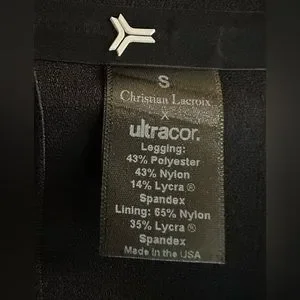 S
Christian Lacroix
X
ultracor.
Legging:
43% Polyester
43% Nylon
14% Lycra ®
Spandex
Lining: 65% Nylon
35% Lycra ®
Spandex
Made in the USA